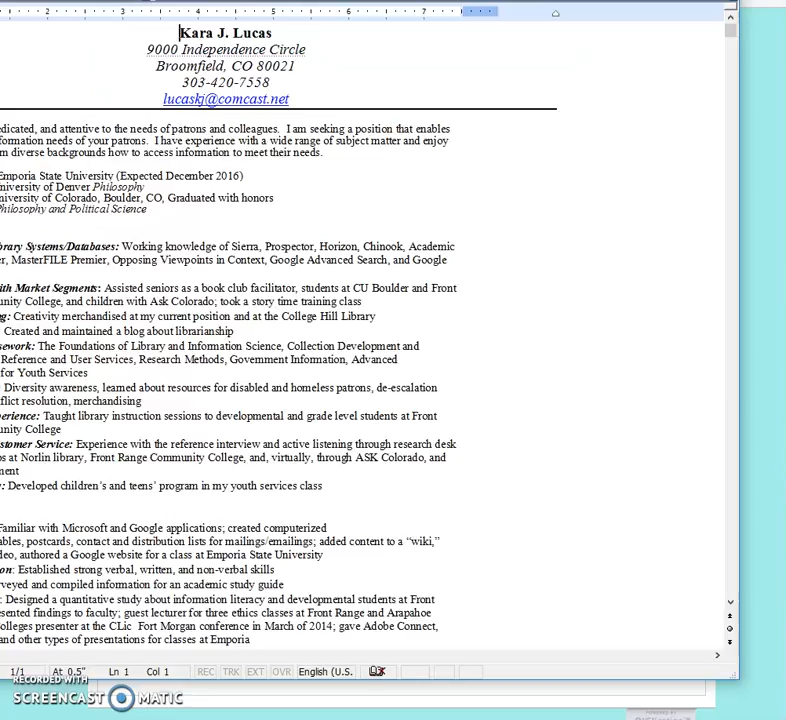 2 3 4 5 6 7
Kara J. Lucas
9000 Independence Circle
Broomfield, CO 80021
303-420-7558
lucaskj@comcast.net
edicated, and attentive to the needs of patrons and colleagues. I am seeking a position that enables
formation needs of your patrons. I have experience with a wide range of subject matter and enjoy
m diverse backgrounds how to access information to meet their needs.
Emporia State University (Expected December 2016)
niversity of Denver Philosophy
niversity of Colorado, Boulder, CO, Graduated with honors
Philosophy and Political Science
brary Systems/Databases: Working knowledge of Sierra, Prospector, Horizon, Chinook, Academic
er, MasterFILE Premier, Opposing Viewpoints in Context, Google Advanced Search, and Google
ith Market Segments: Assisted seniors as a book club facilitator, students at CU Boulder and Front
unity College, and children with Ask Colorado; took a story time training class
ng: Creativity merchandised at my current position and at the College Hill Library
: Created and maintained a blog about librarianship
sework: The Foundations of Library and Information Science, Collection Development and
Reference and User Services, Research Methods, Government Information, Advanced
for Youth Services
: Diversity awareness, learned about resources for disabled and homeless patrons, de-escalation
flict resolution, merchandising
perience: Taught library instruction sessions to developmental and grade level students at Front
unity College
stomer Service: Experience with the reference interview and active listening through research desk
ps at Norlin library, Front Range Community College, and, virtually, through ASK Colorado, and
ment
y: Developed children's and teens' program in my youth services class
Familiar with Microsoft and Google applications; created computerized
ables, postcards, contact and distribution lists for mailings/emailings; added content to a "wiki,"
deo, authored a Google website for a class at Emporia State University
on: Established strong verbal, written, and non-verbal skills
rveyed and compiled information for an academic study guide
: Designed a quantitative study about information literacy and developmental students at Front
esented findings to faculty; guest lecturer for three ethics classes at Front Range and Arapahoe
olleges presenter at the CLic Fort Morgan conference in March of 2014; gave Adobe Connect,
and other types of presentations for classes at Emporia
1/1 At 0.5" Ln 1 Col 1 REC TRK EXT OVR English (U.S.
RECORDED WITH
SCREENCAST MATIC